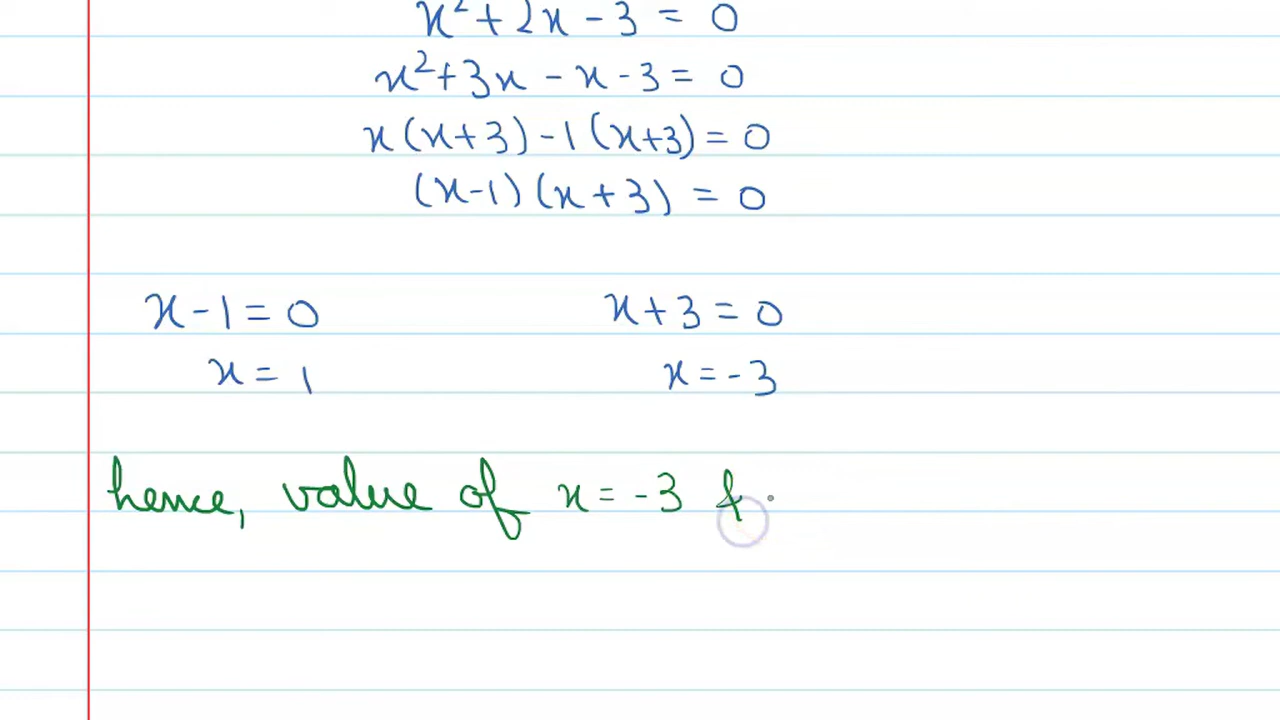 x²+2x-3 = 0
x²+3x-x-3=0
x(x+3)-1(x+3)=0
(x-1)(x+3) = 0
x-1=0 x+3=0
x=1 x=-3
hence, value of x=-3 &